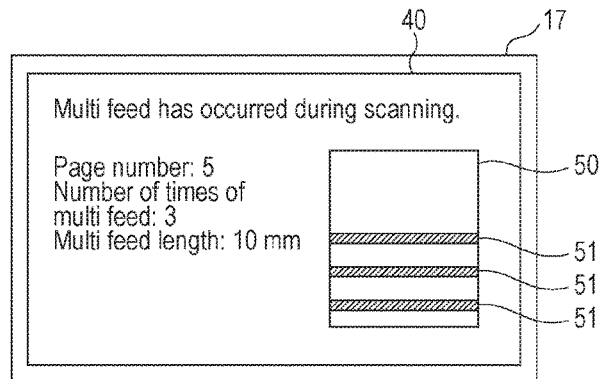 17
40
Multi feed has occurred during scanning.
Page number: 5
50
Number of times of
multi feed: 3
Multi feed length: 10 mm
51
51
51